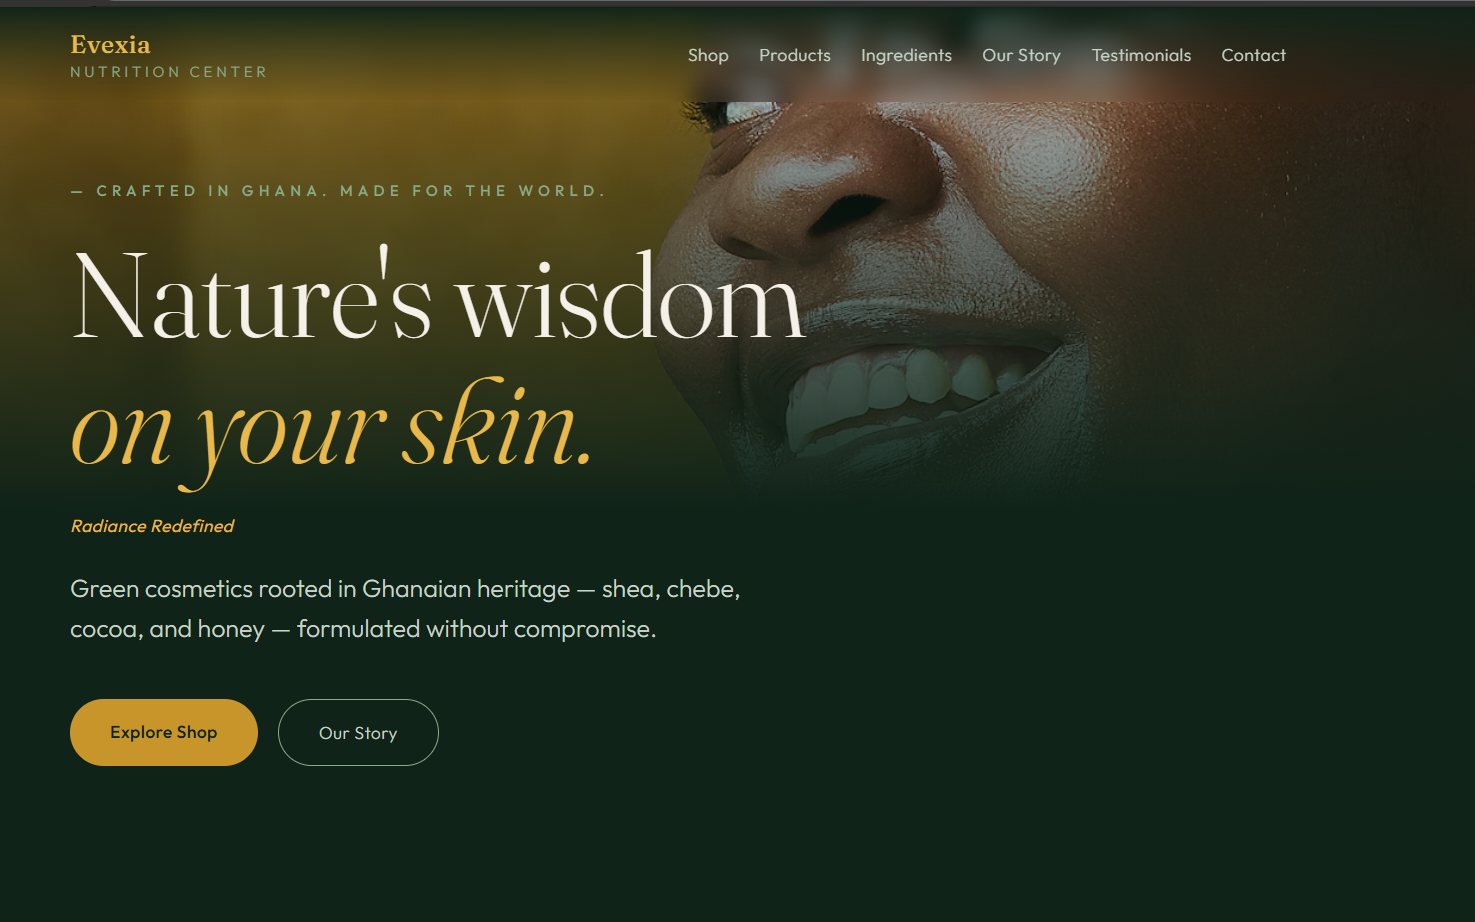 Evexia
NUTRITION CENTER
Shop Products Ingredients Our Story Testimonials Contact
— CRAFTED IN GHANA. MADE FOR THE WORLD.
Nature's wisdom
on your skin.
Radiance Redefined
Green cosmetics rooted in Ghanaian heritage — shea, chebe,
cocoa, and honey — formulated without compromise.
Explore Shop Our Story